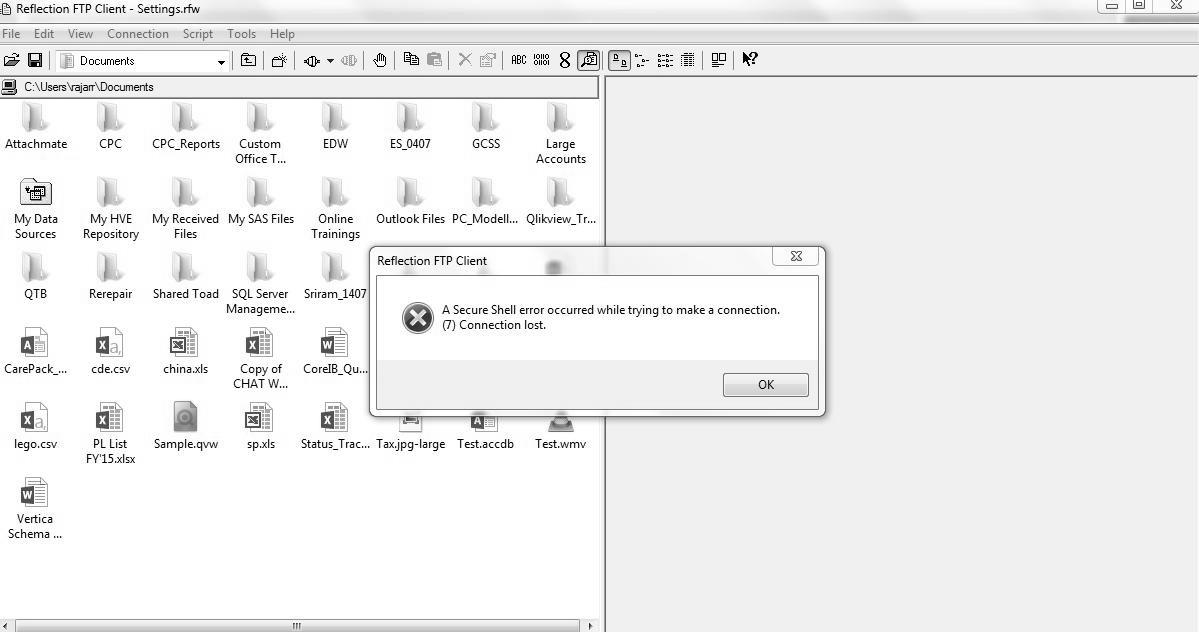 Reflection FTP Client - Settings.rfw
File Edit View Connection Script Tools Help
Documents
ABC
C:\Users\rajarr\Documents
Attachmate CPC CPC_Reports Custom EDW ES_0407 GCSS Large
Office T... Accounts
My Data My HVE My Received My SAS Files Online Outlook Files PC_Modell... Qlikview_Tr...
Sources Repository Files Trainings
QTB Rerepair Shared Toad SQL Server Sriram_1407
Manageme...
Reflection FTP Client
A Secure Shell error occurred while trying to make a connection.
(7) Connection lost.
OK
CarePack_... cde.csv china.xls Copy of CoreIB_Qu...
CHAT W...
lego.csv PL List Sample.qvw sp.xls Status_Trac... Tax.jpg-large Test.accdb Test.wmv
FY'15.xlsx
Vertica
Schema ...